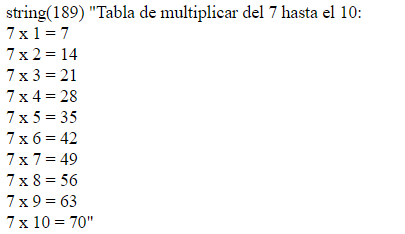 string(189) "Tabla de multiplicar del 7 hasta el 10:
7 x 1 = 7
7 x 2 = 14
7 x 3 = 21
7 x 4 = 28
7 x 5 = 35
7 x 6 = 42
7 x 7 = 49
7 x 8 = 56
7 x 9 = 63
7 x 10 = 70"